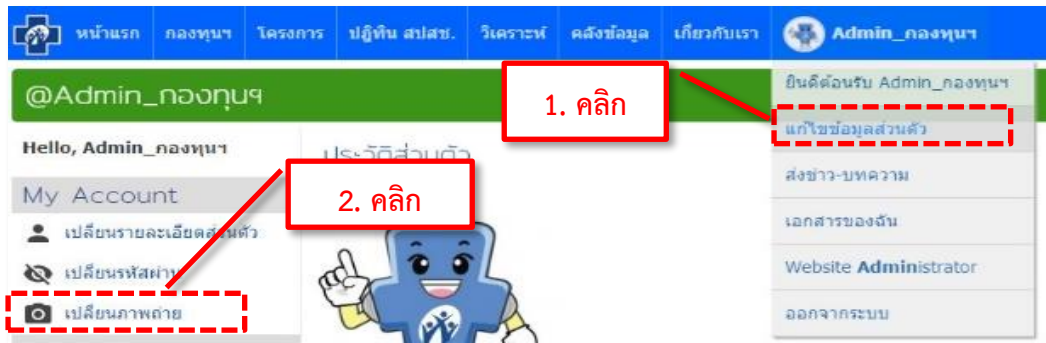 หน้าแรก กองทุนฯ โครงการ ปฏิทิน สปสช. วิเคราะห์ คลังข้อมูล เกี่ยวกับเรา Admin_กองทุนฯ
@Admin_กองทุนฯ
1. คลิก
ยินดีต้อนรับ Admin_กองทุนฯ
แก้ไขข้อมูลส่วนตัว
ส่งข่าว-บทความ
เอกสารของฉัน
Website Administrator
ออกจากระบบ
Hello, Admin_กองทุนฯ
ประวัติส่วนตัว
2. คลิก
My Account
เปลี่ยนรายละเอียดส่วนตัว
เปลี่ยนรหัสผ่าน
เปลี่ยนภาพถ่าย